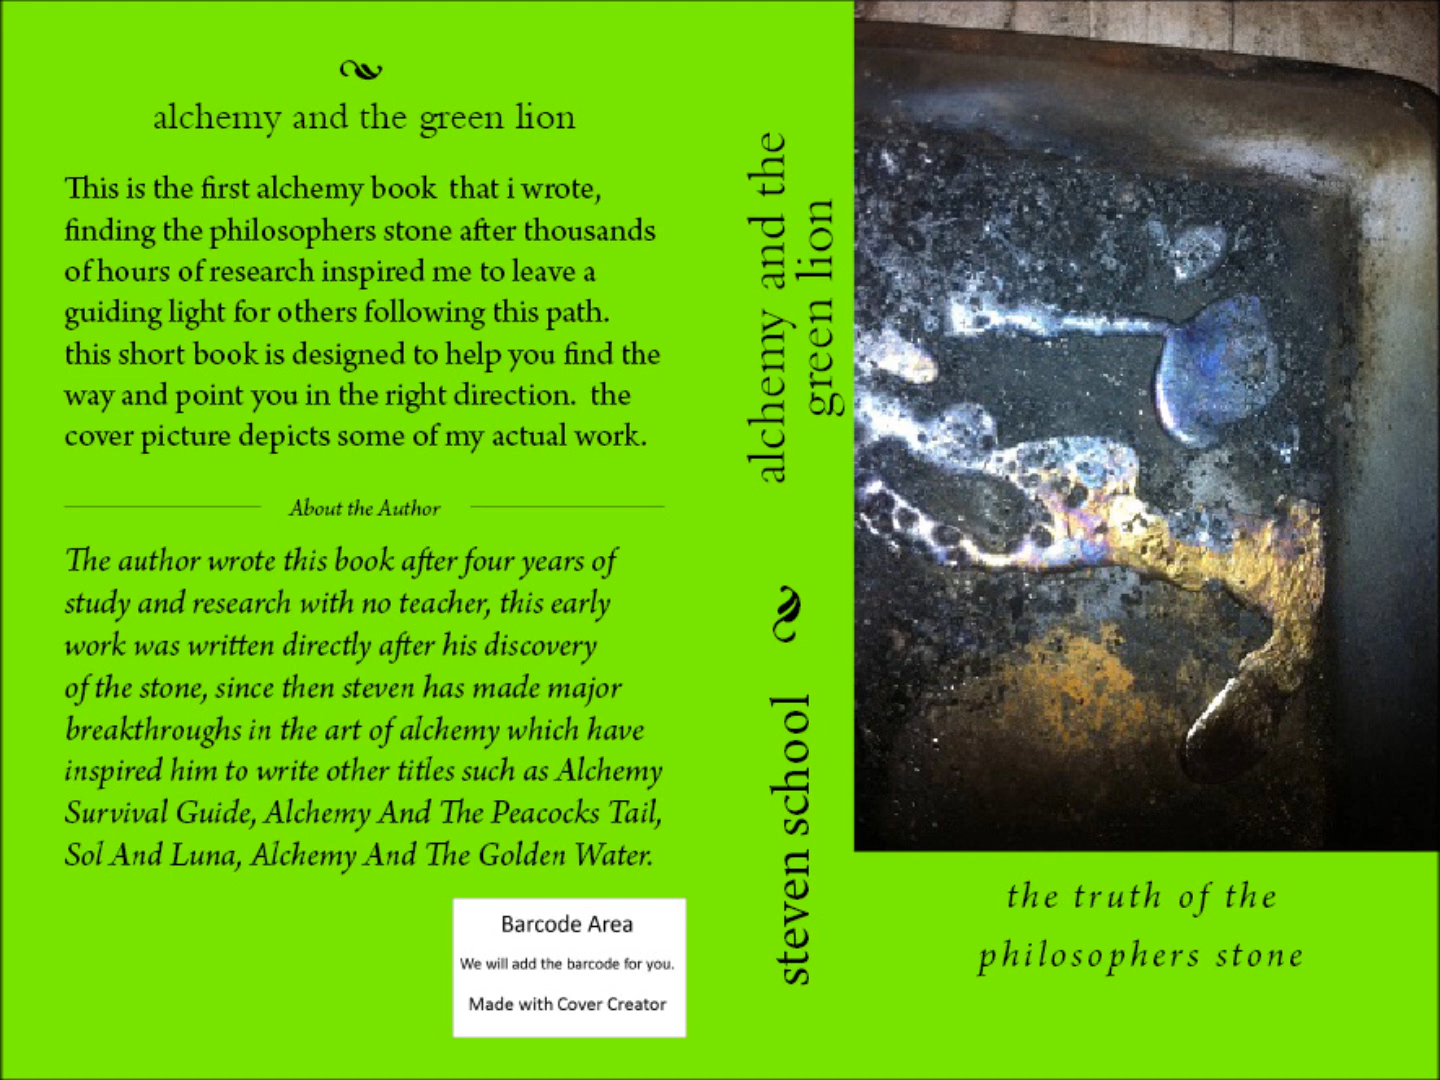 alchemy and the green lion
This is the first alchemy book that i wrote,
finding the philosophers stone after thousands
of hours of research inspired me to leave a
guiding light for others following this path.
this short book is designed to help you find the
way and point you in the right direction. the
cover picture depicts some of my actual work.
About the Author
The author wrote this book after four years of
study and research with no teacher, this early
work was written directly after his discovery
of the stone, since then steven has made major
breakthroughs in the art of alchemy which have
inspired him to write other titles such as Alchemy
Survival Guide, Alchemy And The Peacocks Tail,
Sol And Luna, Alchemy And The Golden Water.
Barcode Area
We will add the barcode for you.
Made with Cover Creator
alchemy and the
green lion
steven school
the truth of the
philosophers stone